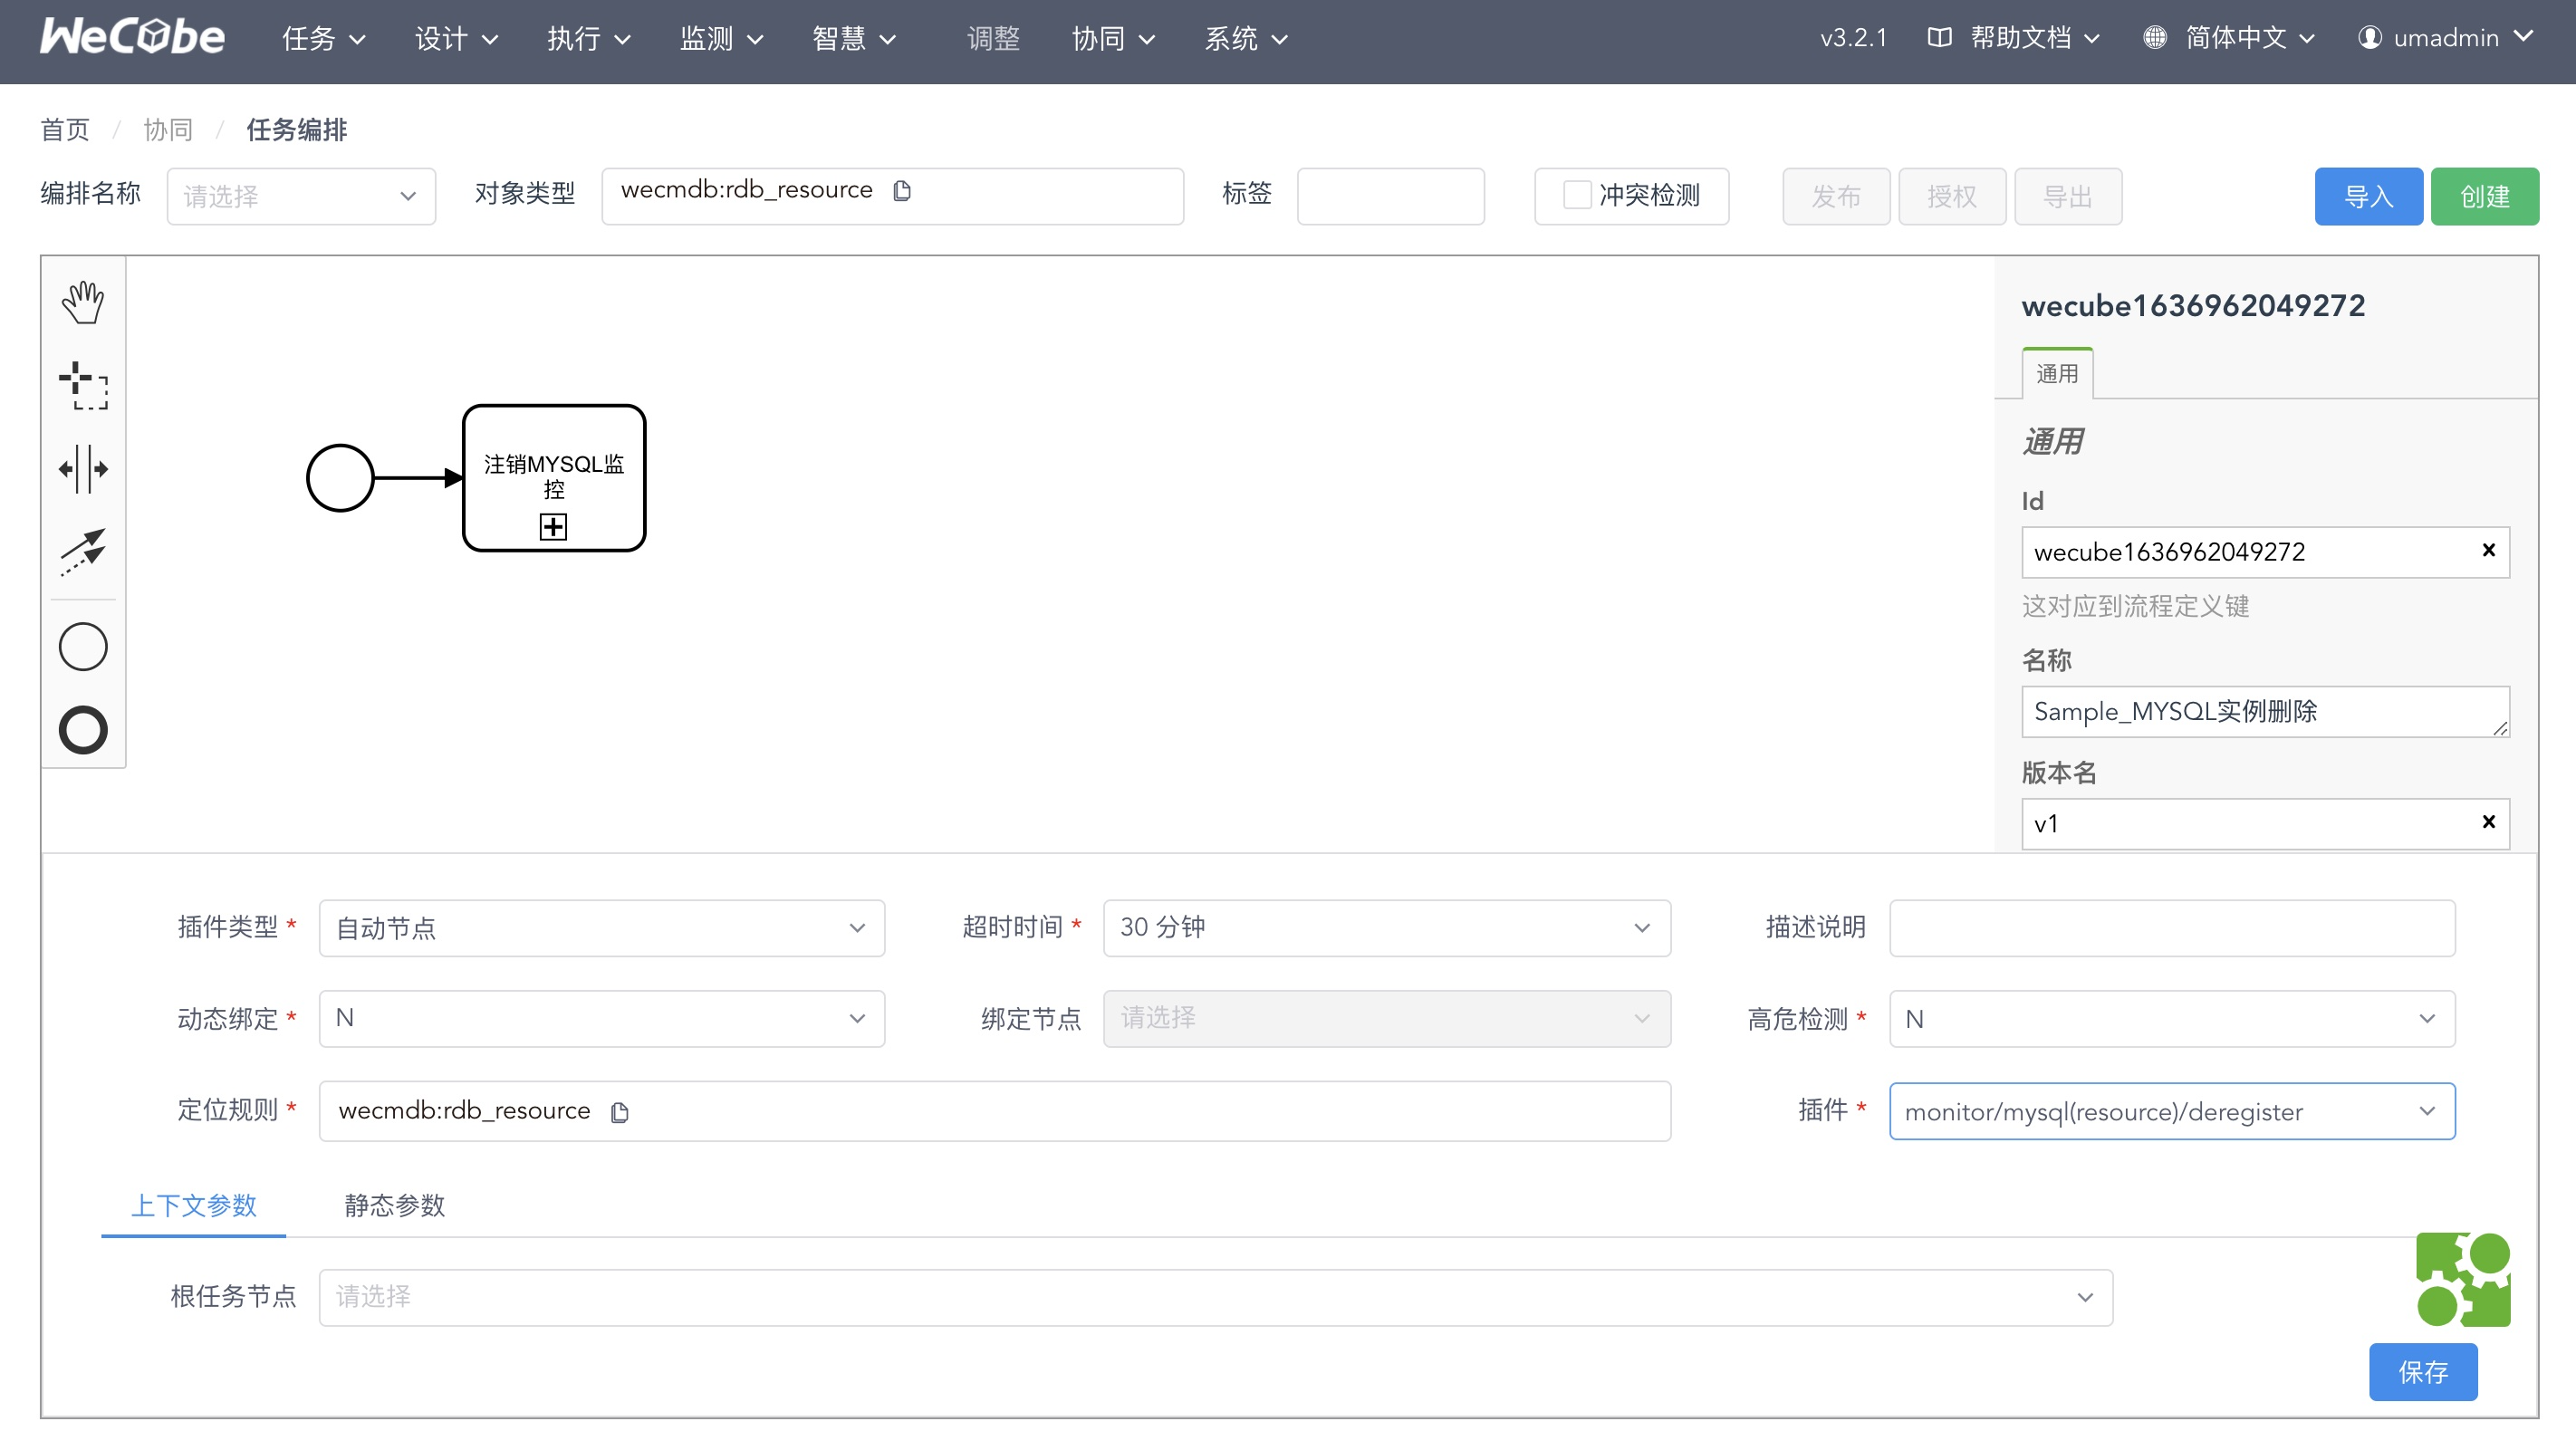 WeCube 任务 设计 执行 监测 智慧 调整 协同 系统 v3.2.1 帮助文档 简体中文 umadmin
首页 / 协同 / 任务编排
编排名称 请选择 对象类型 wecmdb:rdb_resource 标签 冲突检测 发布 授权 导出 导入 创建
wecube1636962049272
通用
通用
Id
wecube1636962049272
这对应到流程定义键
名称
Sample_MYSQL实例删除
版本名
v1
注销MYSQL监
控
插件类型 * 自动节点 超时时间 * 30 分钟 描述说明
动态绑定 * N 绑定节点 请选择 高危检测 * N
定位规则 * wecmdb:rdb_resource 插件 * monitor/mysql(resource)/deregister
上下文参数 静态参数
根任务节点 请选择
保存